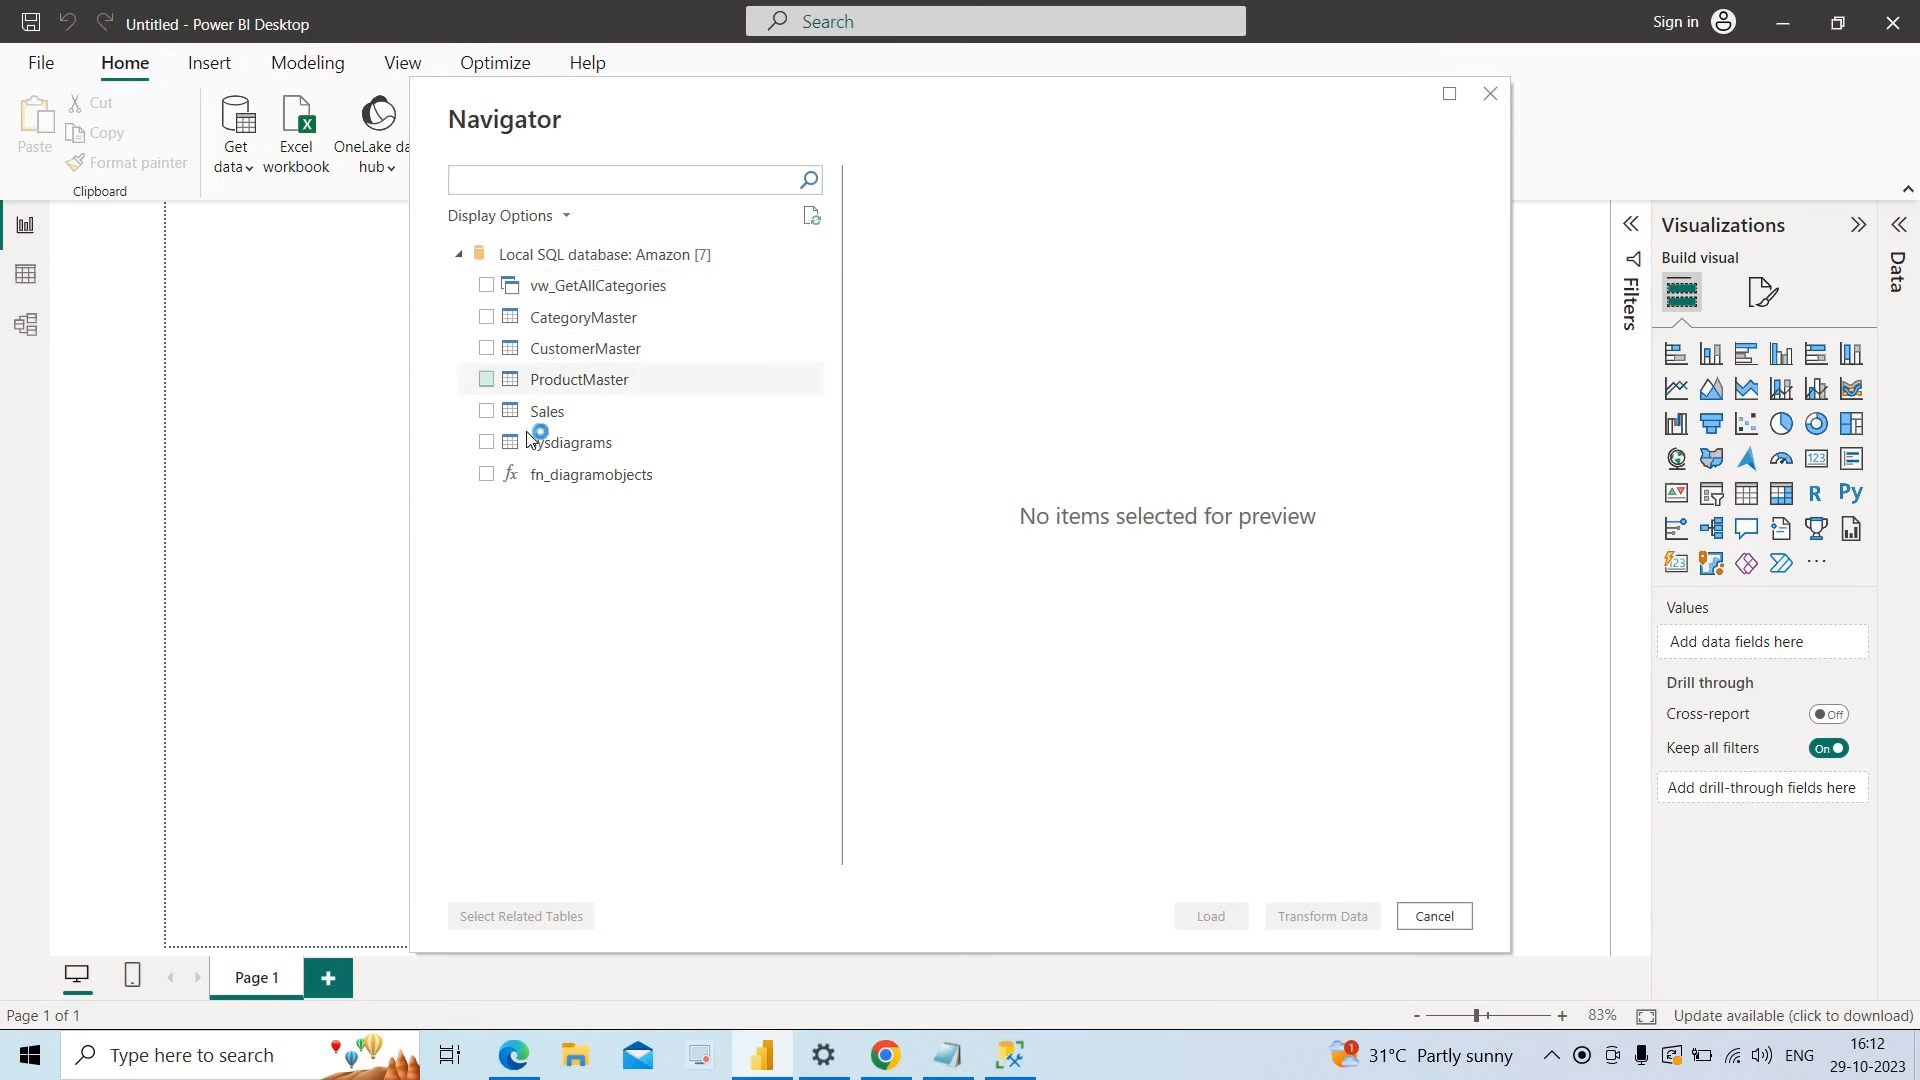 Untitled - Power BI Desktop
Search
Sign in
File
Home
Insert
Modeling
View
Optimize
Help
Paste
Cut
Copy
Format painter
Clipboard
Get
data
Excel
workbook
OneLake da
hub
Navigator
Display Options
Local SQL database: Amazon [7]
vw_GetAllCategories
CategoryMaster
CustomerMaster
ProductMaster
Sales
ysdiagrams
fx fn_diagramobjects
No items selected for preview
Select Related Tables
Load
Transform Data
Cancel
Filters
Visualizations
Build visual
123
R
Py
123
...
Values
Add data fields here
Drill through
Cross-report
Off
Keep all filters
On
Add drill-through fields here
Data
Page 1
+
Page 1 of 1
- + 83%
Update available (click to download)
Type here to search
1
31°C Partly sunny
ENG
16:12
29-10-2023